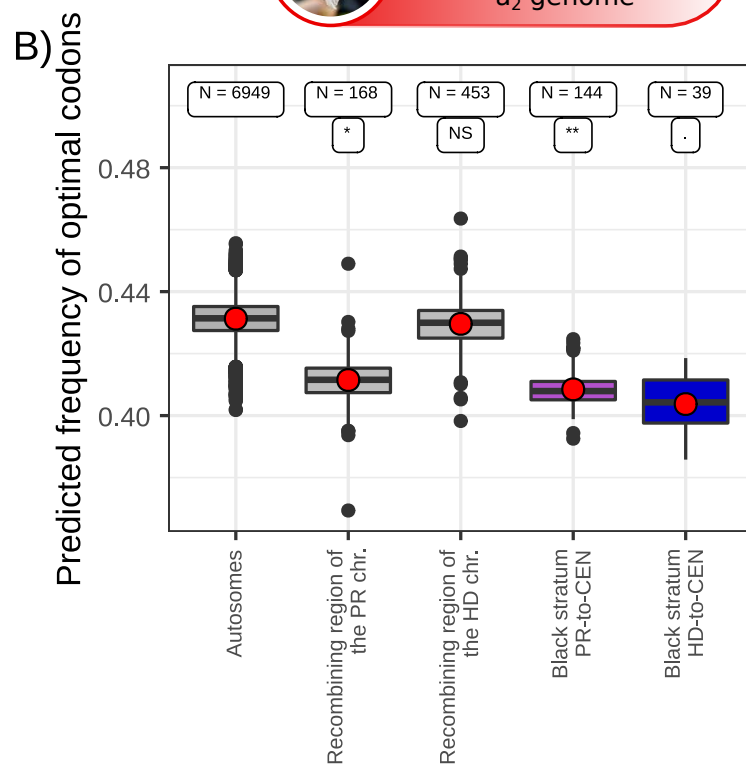 a2 genome
B)
Predicted frequency of optimal codons
N = 6949
N = 168
N = 453
N = 144
N = 39
*
NS
**
.
0.48
0.44
0.40
Autosomes
Recombining region of
the PR chr.
Recombining region of
the HD chr.
Black stratum
PR-to-CEN
Black stratum
HD-to-CEN